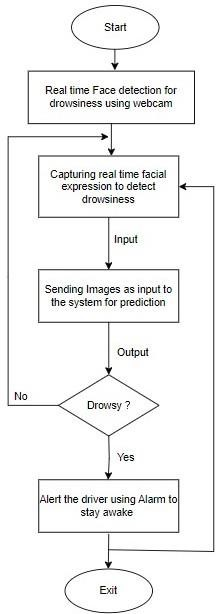 Start
Real time Face detection for
drowsiness using webcam
Capturing real time facial
expression to detect
drowsiness
Input
Sending Images as input to
the system for prediction
Output
Drowsy ?
No
Yes
Alert the driver using Alarm to
stay awake
Exit